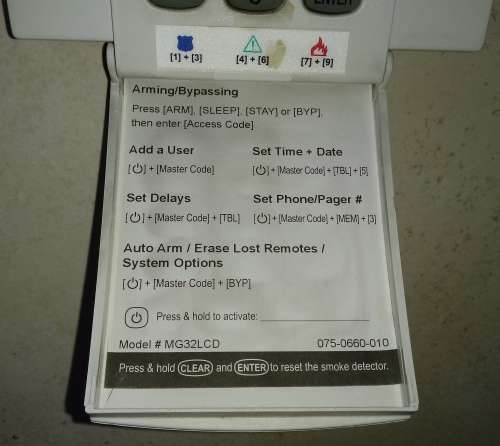 ENTER
[1] + [3] [4] + [6] [7] + [9]
Arming/Bypassing
Press [ARM], [SLEEP], [STAY] or [BYP],
then enter [Access Code]
Add a User Set Time + Date
[⏻] + [Master Code] [⏻] + [Master Code] + [TBL] + [5]
Set Delays Set Phone/Pager #
[⏻] + [Master Code] + [TBL] [⏻] + [Master Code] + [MEM] + [3]
Auto Arm / Erase Lost Remotes /
System Options
[⏻] + [Master Code] + [BYP]
⏻ Press & hold to activate:
Model # MG32LCD 075-0660-010
Press & hold CLEAR and ENTER to reset the smoke detector.